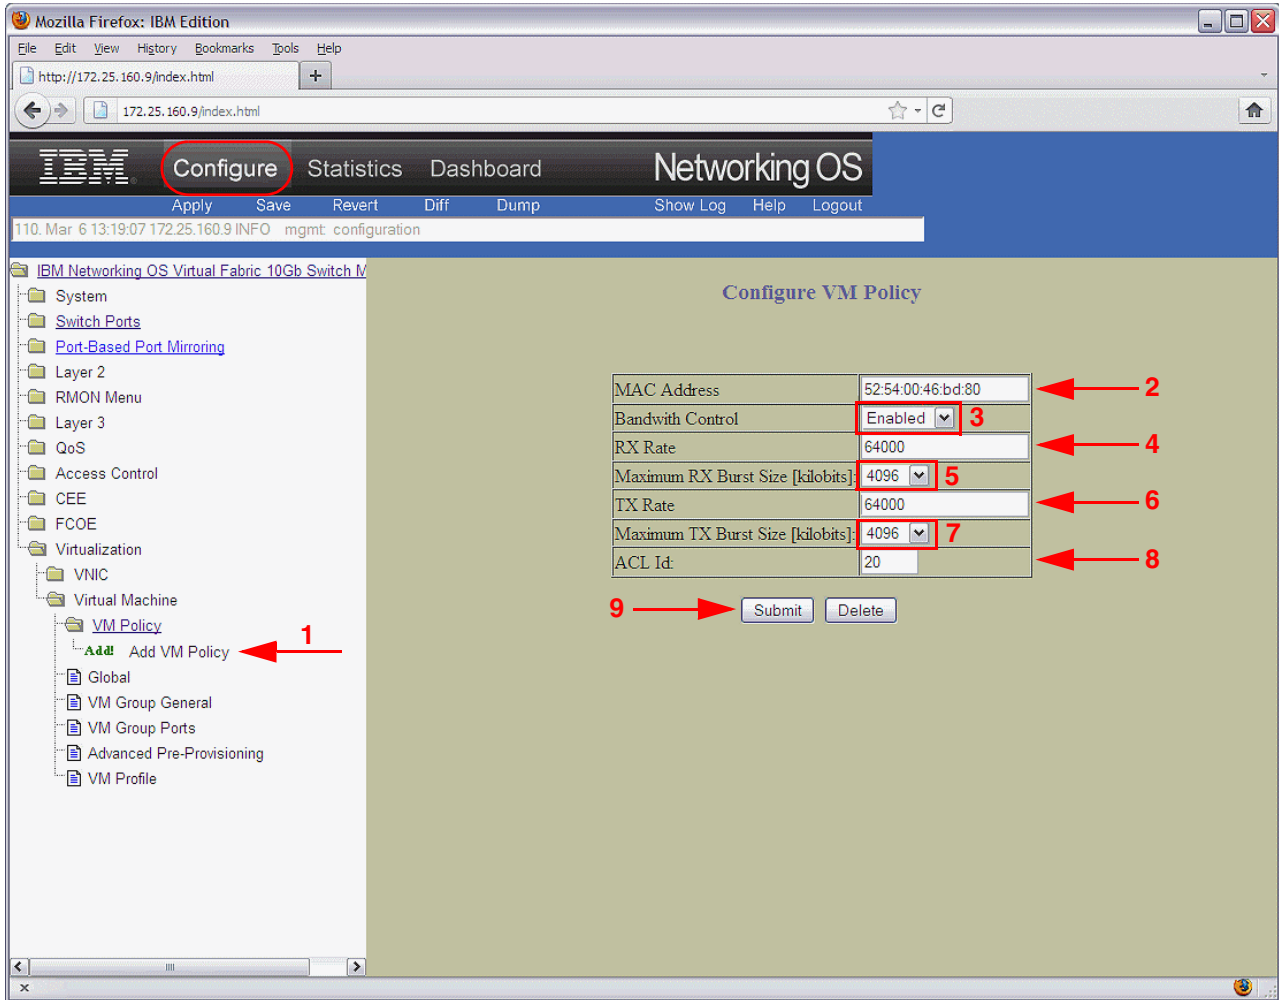 Mozilla Firefox: IBM Edition
File Edit View History Bookmarks Tools Help
http://172.25.160.9/index.html +
172.25.160.9/index.html
IBM. Configure Statistics Dashboard Networking OS
Apply Save Revert Diff Dump Show Log Help Logout
110. Mar 6 13:19:07 172.25.160.9 INFO mgmt: configuration
IBM Networking OS Virtual Fabric 10Gb Switch M
System
Switch Ports
Port-Based Port Mirroring
Layer 2
RMON Menu
Layer 3
QoS
Access Control
CEE
FCOE
Virtualization
VNIC
Virtual Machine
VM Policy
Add! Add VM Policy 1
Global
VM Group General
VM Group Ports
Advanced Pre-Provisioning
VM Profile
Configure VM Policy
MAC Address 52:54:00:46:bd:80 2
Bandwith Control Enabled 3
RX Rate 64000 4
Maximum RX Burst Size [kilobits]: 4096 5
TX Rate 64000 6
Maximum TX Burst Size [kilobits]: 4096 7
ACL Id: 20 8
9 Submit Delete
x